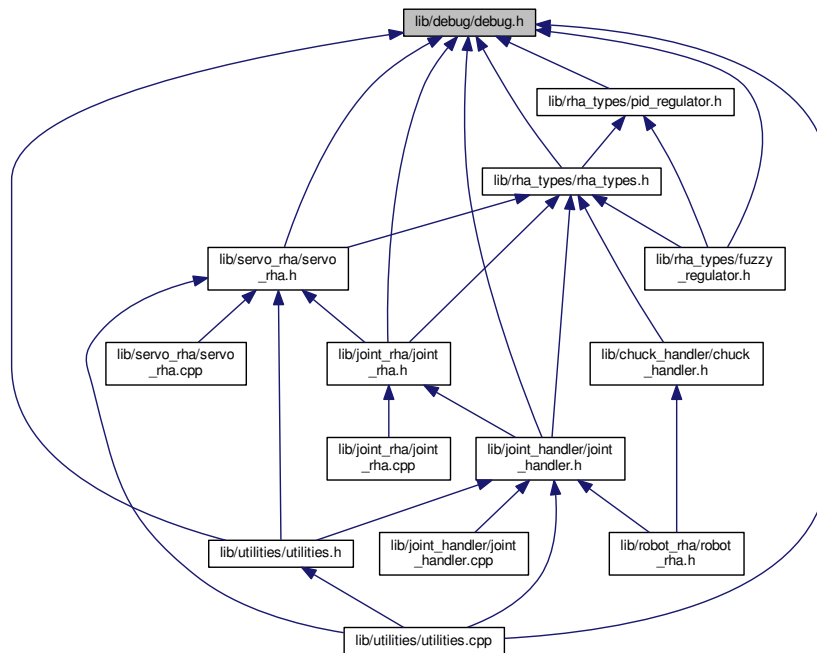 lib/debug/debug.h
lib/rha_types/pid_regulator.h
lib/rha_types/rha_types.h
lib/servo_rha/servo
_rha.h
lib/rha_types/fuzzy
_regulator.h
lib/servo_rha/servo
_rha.cpp
lib/joint_rha/joint
_rha.h
lib/chuck_handler/chuck
_handler.h
lib/joint_rha/joint
_rha.cpp
lib/joint_handler/joint
_handler.h
lib/utilities/utilities.h
lib/joint_handler/joint
_handler.cpp
lib/robot_rha/robot
_rha.h
lib/utilities/utilities.cpp